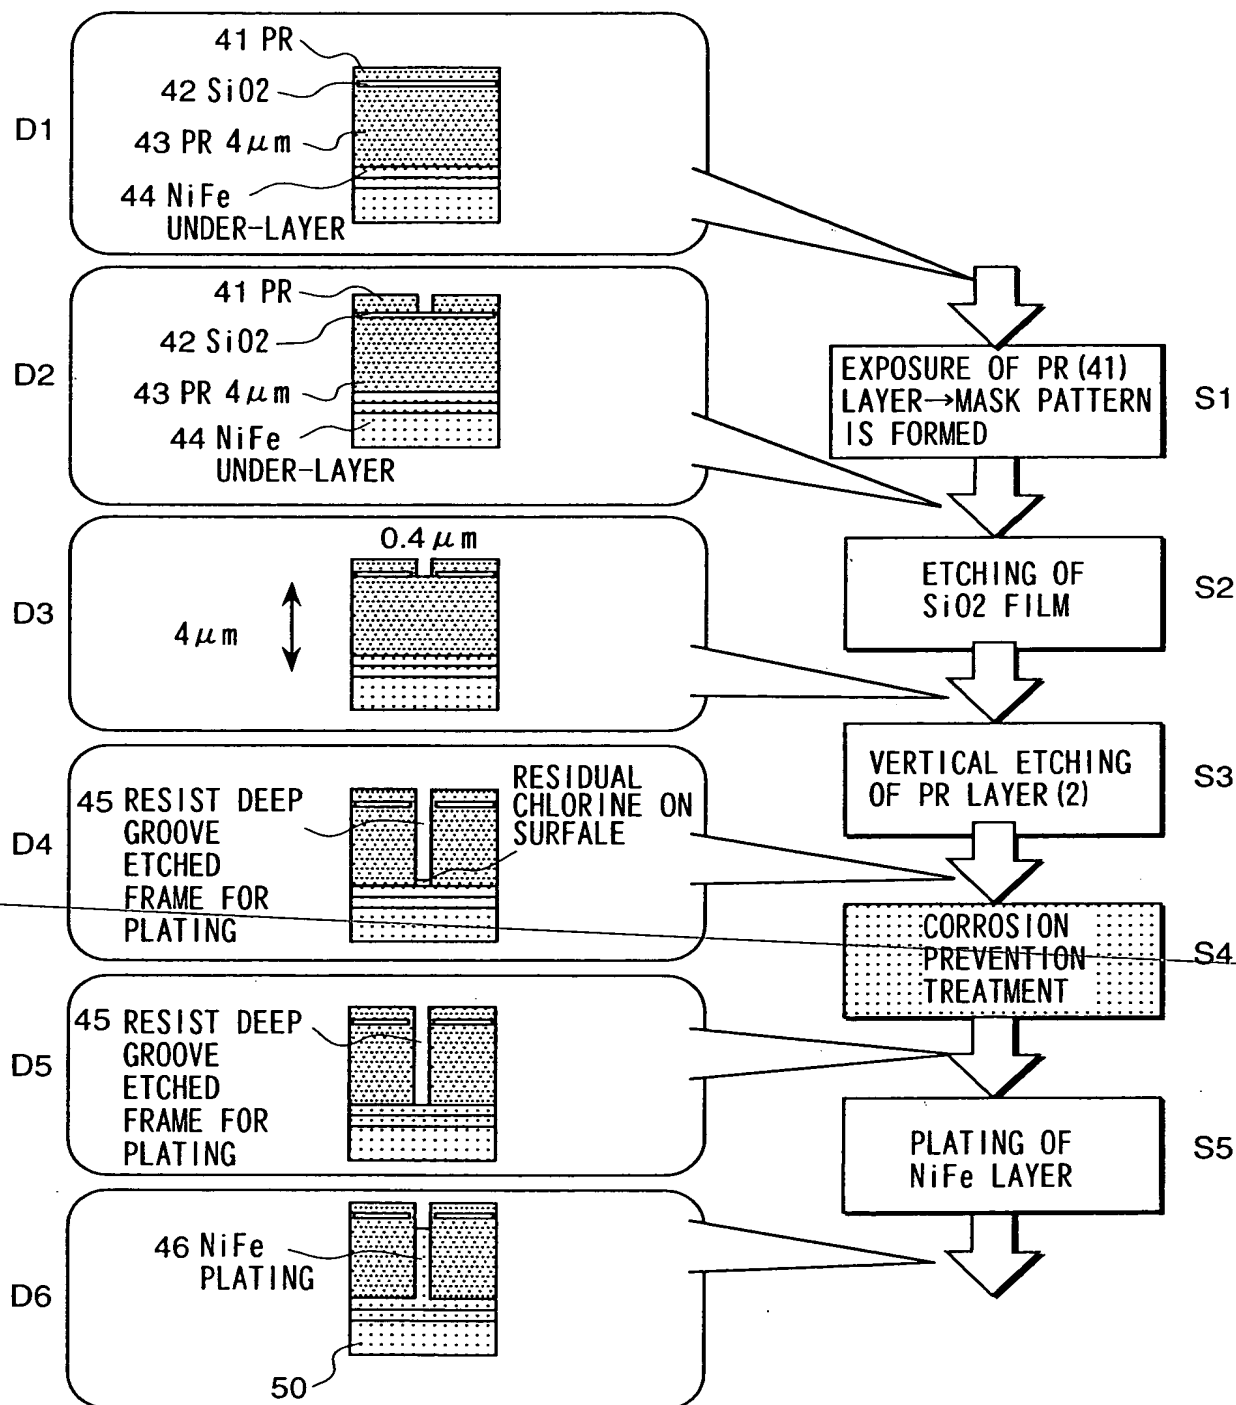 D1
41 PR
42 SiO2
43 PR 4μm
44 NiFe
UNDER-LAYER
D2
41 PR
42 SiO2
43 PR 4μm
44 NiFe
UNDER-LAYER
EXPOSURE OF PR(41)
LAYER→MASK PATTERN
IS FORMED
S1
D3
0.4μm
4μm
ETCHING OF
SiO2 FILM
S2
D4
45 RESIST DEEP
GROOVE
ETCHED
FRAME FOR
PLATING
RESIDUAL
CHLORINE ON
SURFALE
VERTICAL ETCHING
OF PR LAYER(2)
S3
CORROSION
PREVENTION
TREATMENT
S4
D5
45 RESIST DEEP
GROOVE
ETCHED
FRAME FOR
PLATING
PLATING OF
NiFe LAYER
S5
D6
46 NiFe
PLATING
50